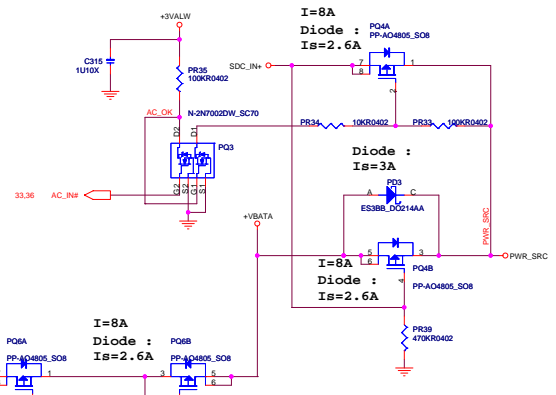 +3VALW
I=8A
Diode :
Is=2.6A
PQ4A
PP-AO4805_SO8
C315
1U10X
PR35
100KR0402
SDC_IN+
7
8
1
2
AC_OK
N-2N7002DW_SC70
D2
D1
PR34
10KR0402
PR33
100KR0402
PQ3
Diode :
Is=3A
PD3
A
C
ES3BB_DO214AA
G2
S2
G1
S1
33,36
AC_IN#
+VBATA
PWR_SRC
5
6
3
4
PWR_SRC
I=8A
Diode :
Is=2.6A
PQ4B
PP-AO4805_SO8
PR39
470KR0402
PQ6A
PP-AO4805_SO8
1
I=8A
Diode :
Is=2.6A
PQ6B
PP-AO4805_SO8
3
5
6